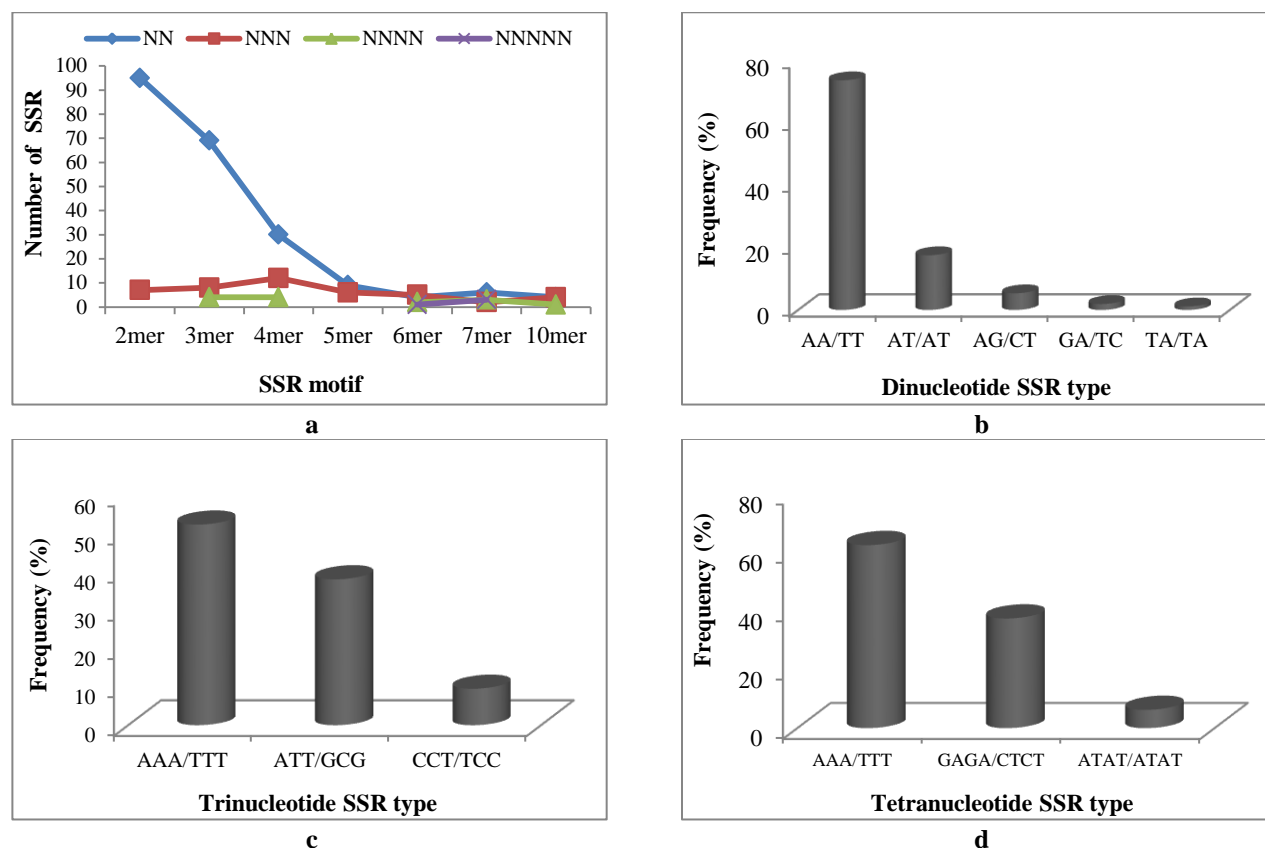 NN NNN NNNN NNNNN
Number of SSR
100
90
80
70
60
50
40
30
20
10
0
2mer 3mer 4mer 5mer 6mer 7mer 10mer
SSR motif
a
Frequency (%)
80
60
40
20
0
AA/TT AT/AT AG/CT GA/TC TA/TA
Dinucleotide SSR type
b
Frequency (%)
60
50
40
30
20
10
0
AAA/TTT ATT/GCG CCT/TCC
Trinucleotide SSR type
c
Frequency (%)
80
60
40
20
0
AAA/TTT GAGA/CTCT ATAT/ATAT
Tetranucleotide SSR type
d